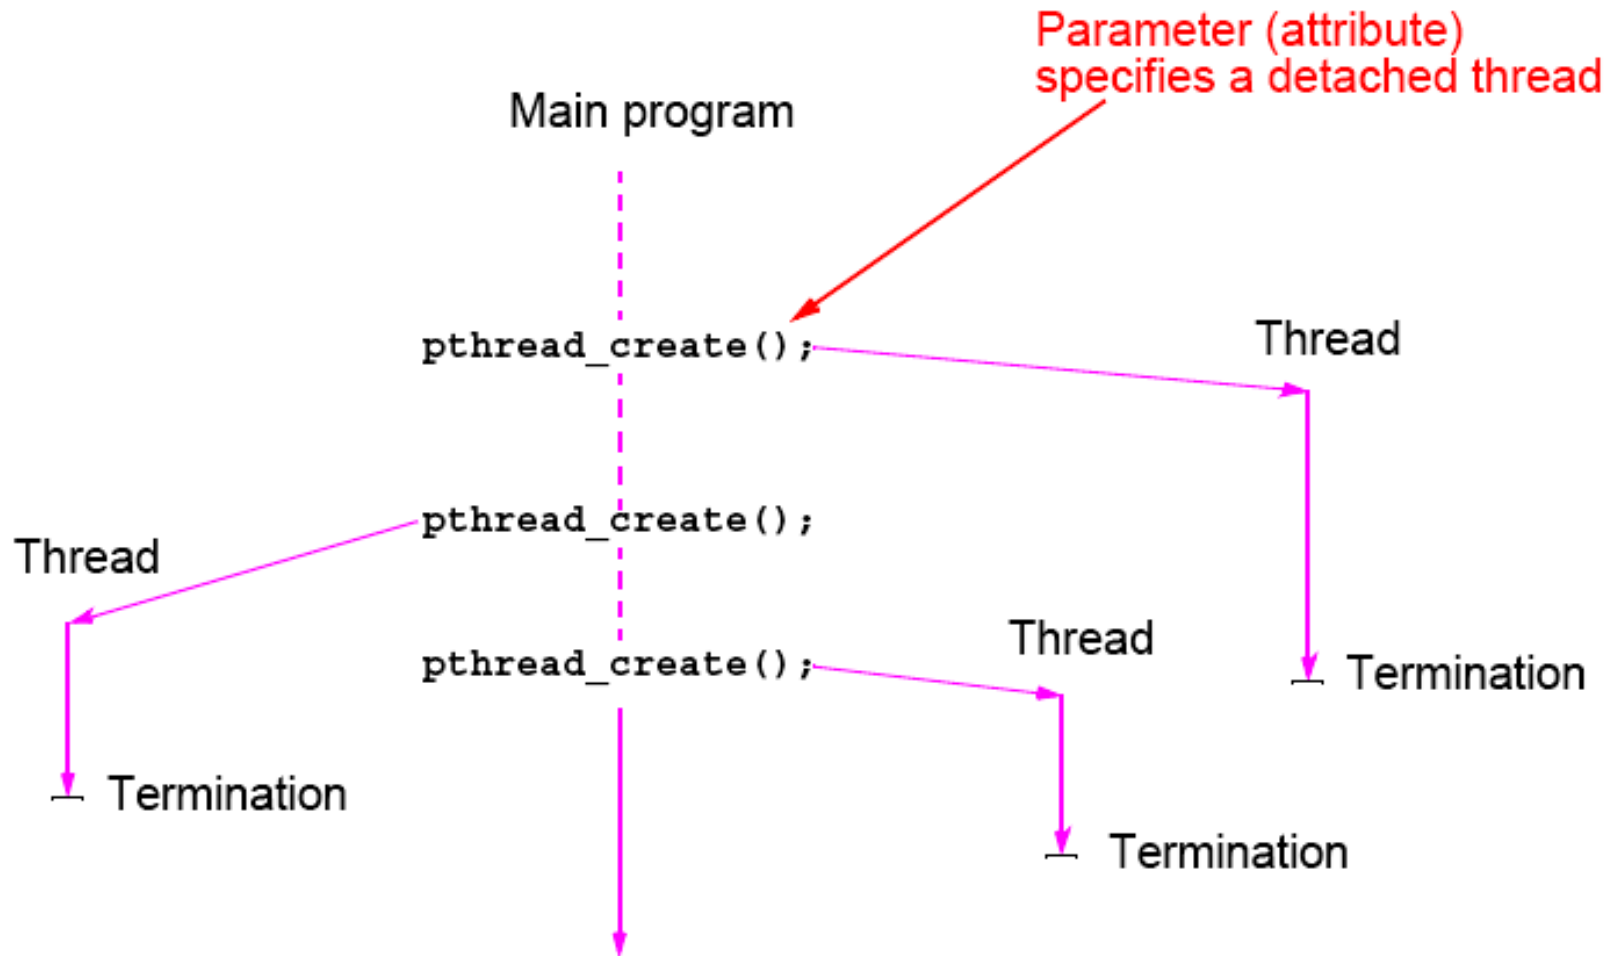 Parameter (attribute)
specifies a detached thread
Main program
pthread_create();
Thread
pthread_create();
Thread
Thread
pthread_create();
Termination
Termination
Termination